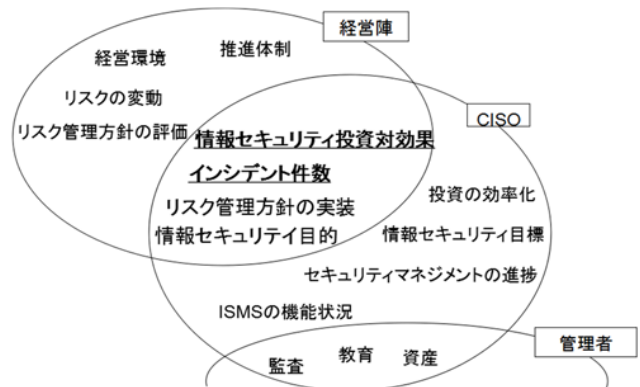 経営陣
推進体制
経営環境
リスクの変動
CISO
リスク管理方針の評価
情報セキュリティ投資対効果
インシデント件数
投資の効率化
リスク管理方針の実装
情報セキュリテイ目的
情報セキュリティ目標
セキュリティマネジメントの進捗
ISMSの機能状況
管理者
監査
教育
資産